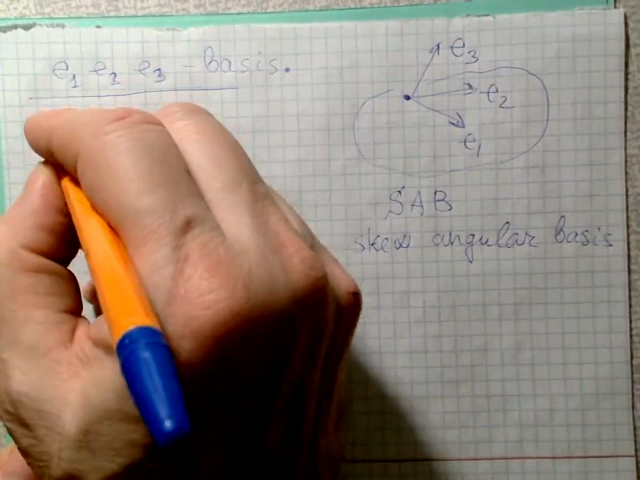 e₁ e₂ e₃ - basis.
e₃
e₂
e₁
SAB
skew angular basis